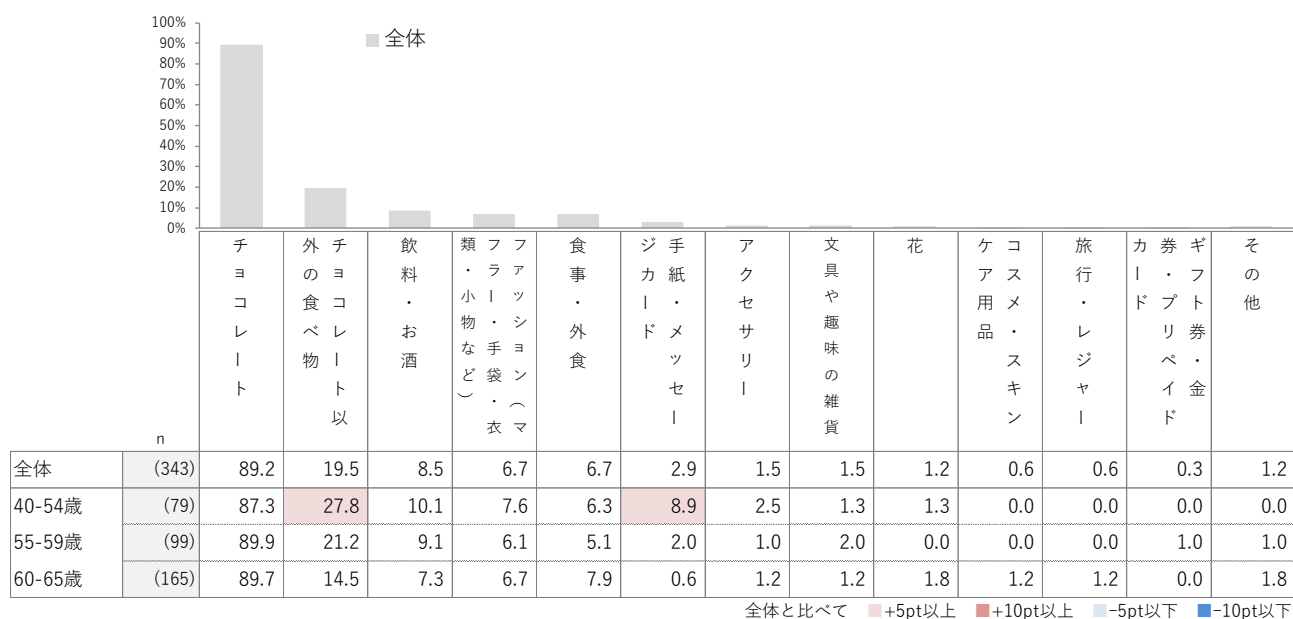 100%
90%
80%
70%
60%
50%
40%
30%
20%
10%
0%
全体
チョコレート
チョコレート以
外の食べ物
飲料・お酒
ファッション（マ
フラー・手袋・衣
類・小物など）
食事・外食
手紙・メッセー
ジカード
アクセサリー
文具や趣味の雑貨
花
コスメ・スキン
ケア用品
旅行・レジャー
ギフト券・金
券・プリペイド
カード
その他
n
全体 (343) 89.2 19.5 8.5 6.7 6.7 2.9 1.5 1.5 1.2 0.6 0.6 0.3 1.2
40-54歳 (79) 87.3 27.8 10.1 7.6 6.3 8.9 2.5 1.3 1.3 0.0 0.0 0.0 0.0
55-59歳 (99) 89.9 21.2 9.1 6.1 5.1 2.0 1.0 2.0 0.0 0.0 0.0 1.0 1.0
60-65歳 (165) 89.7 14.5 7.3 6.7 7.9 0.6 1.2 1.2 1.8 1.2 1.2 0.0 1.8
全体と比べて +5pt以上 +10pt以上 −5pt以下 −10pt以下